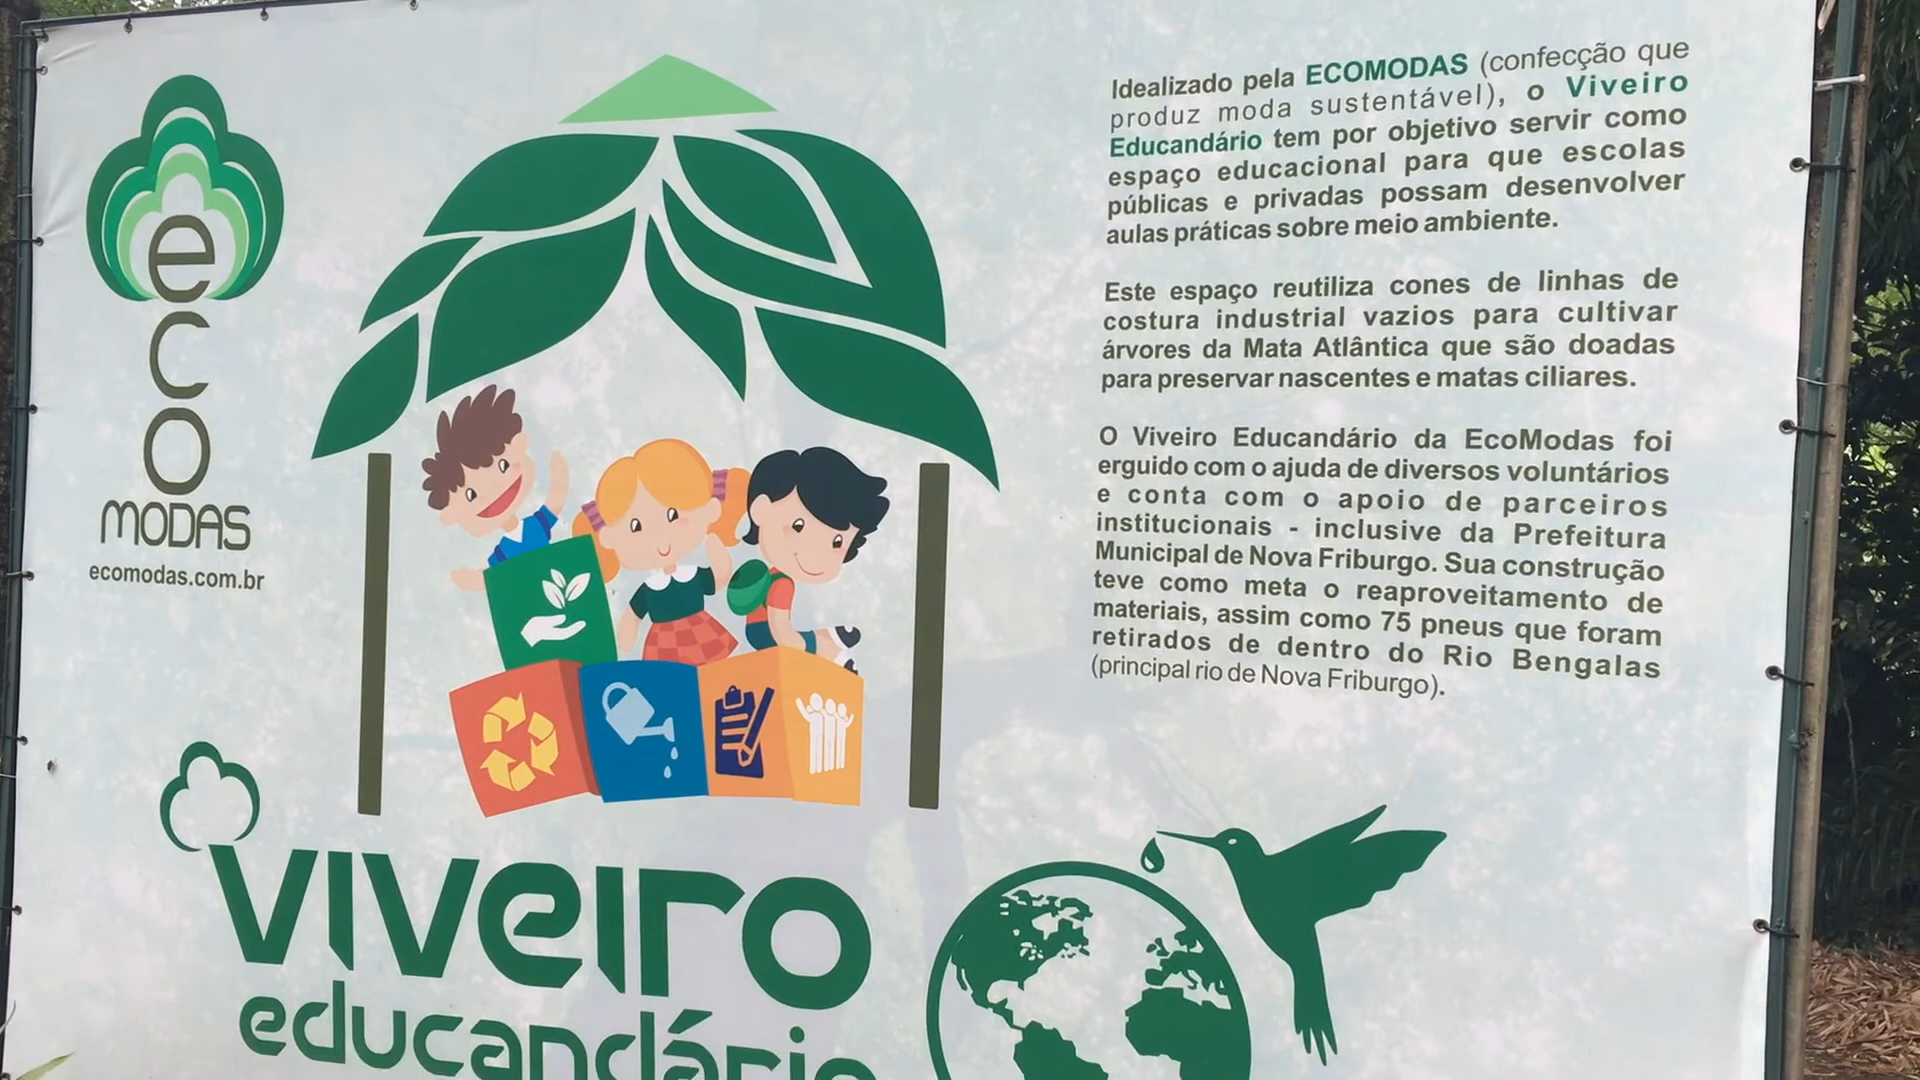 eco
MODAS
ecomodas.com.br
Idealizado pela ECOMODAS (confecção que
produz moda sustentável), o Viveiro
Educandário tem por objetivo servir como
espaço educacional para que escolas
públicas e privadas possam desenvolver
aulas práticas sobre meio ambiente.
Este espaço reutiliza cones de linhas de
costura industrial vazios para cultivar
árvores da Mata Atlântica que são doadas
para preservar nascentes e matas ciliares.
O Viveiro Educandário da EcoModas foi
erguido com o ajuda de diversos voluntários
e conta com o apoio de parceiros
institucionais - inclusive da Prefeitura
Municipal de Nova Friburgo. Sua construção
teve como meta o reaproveitamento de
materiais, assim como 75 pneus que foram
retirados de dentro do Rio Bengalas
(principal rio de Nova Friburgo).
viveiro
educandário